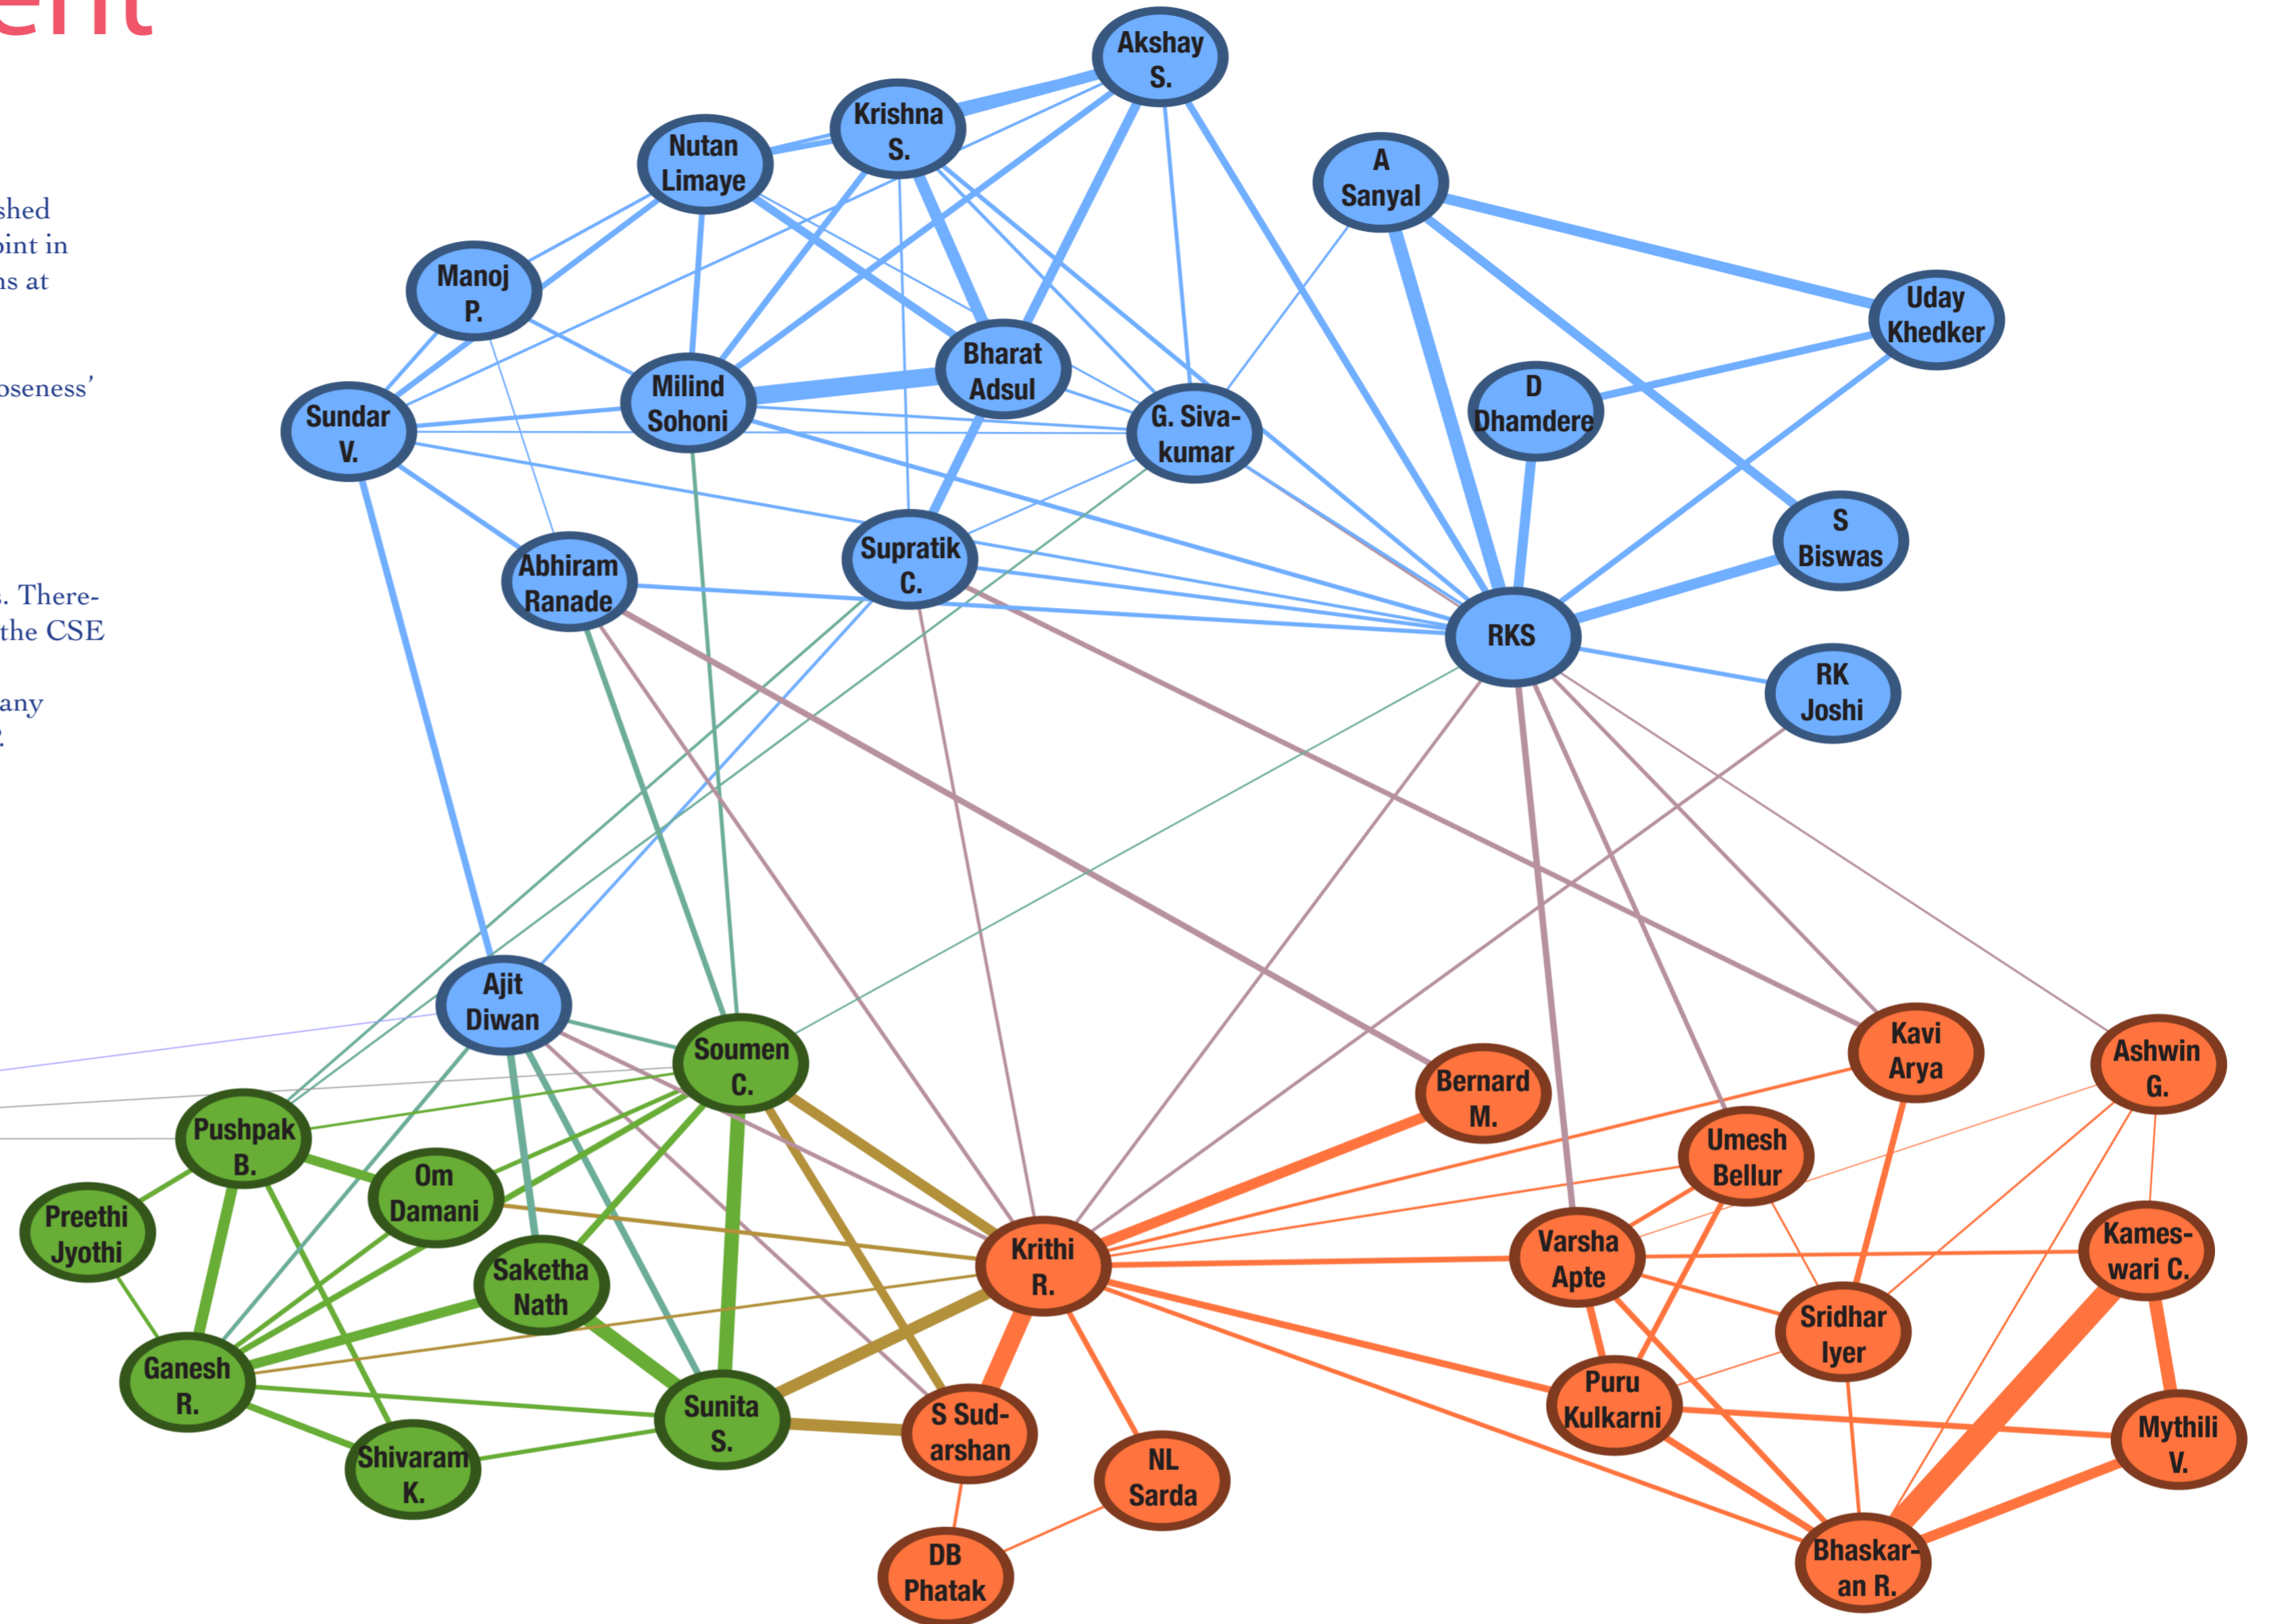 ent
shed
oint in
ns at
oseness'
s. There-
the CSE
any
?.
Akshay
S.
Krishna
S.
Nutan
Limaye
A
Sanyal
Manoj
P.
Uday
Khedker
Bharat
Adsul
Milind
Sohoni
D
Dhamdere
Sundar
V.
G. Siva-
kumar
S
Biswas
Supratik
C.
Abhiram
Ranade
RKS
RK
Joshi
Ajit
Diwan
Soumen
C.
Kavi
Arya
Ashwin
G.
Bernard
M.
Pushpak
B.
Umesh
Bellur
Om
Damani
Preethi
Jyothi
Krithi
R.
Varsha
Apte
Kames-
wari C.
Saketha
Nath
Sridhar
Iyer
Ganesh
R.
Puru
Kulkarni
Sunita
S.
S Sud-
arshan
Mythili
V.
Shivaram
K.
NL
Sarda
DB
Phatak
Bhaskar-
an R.